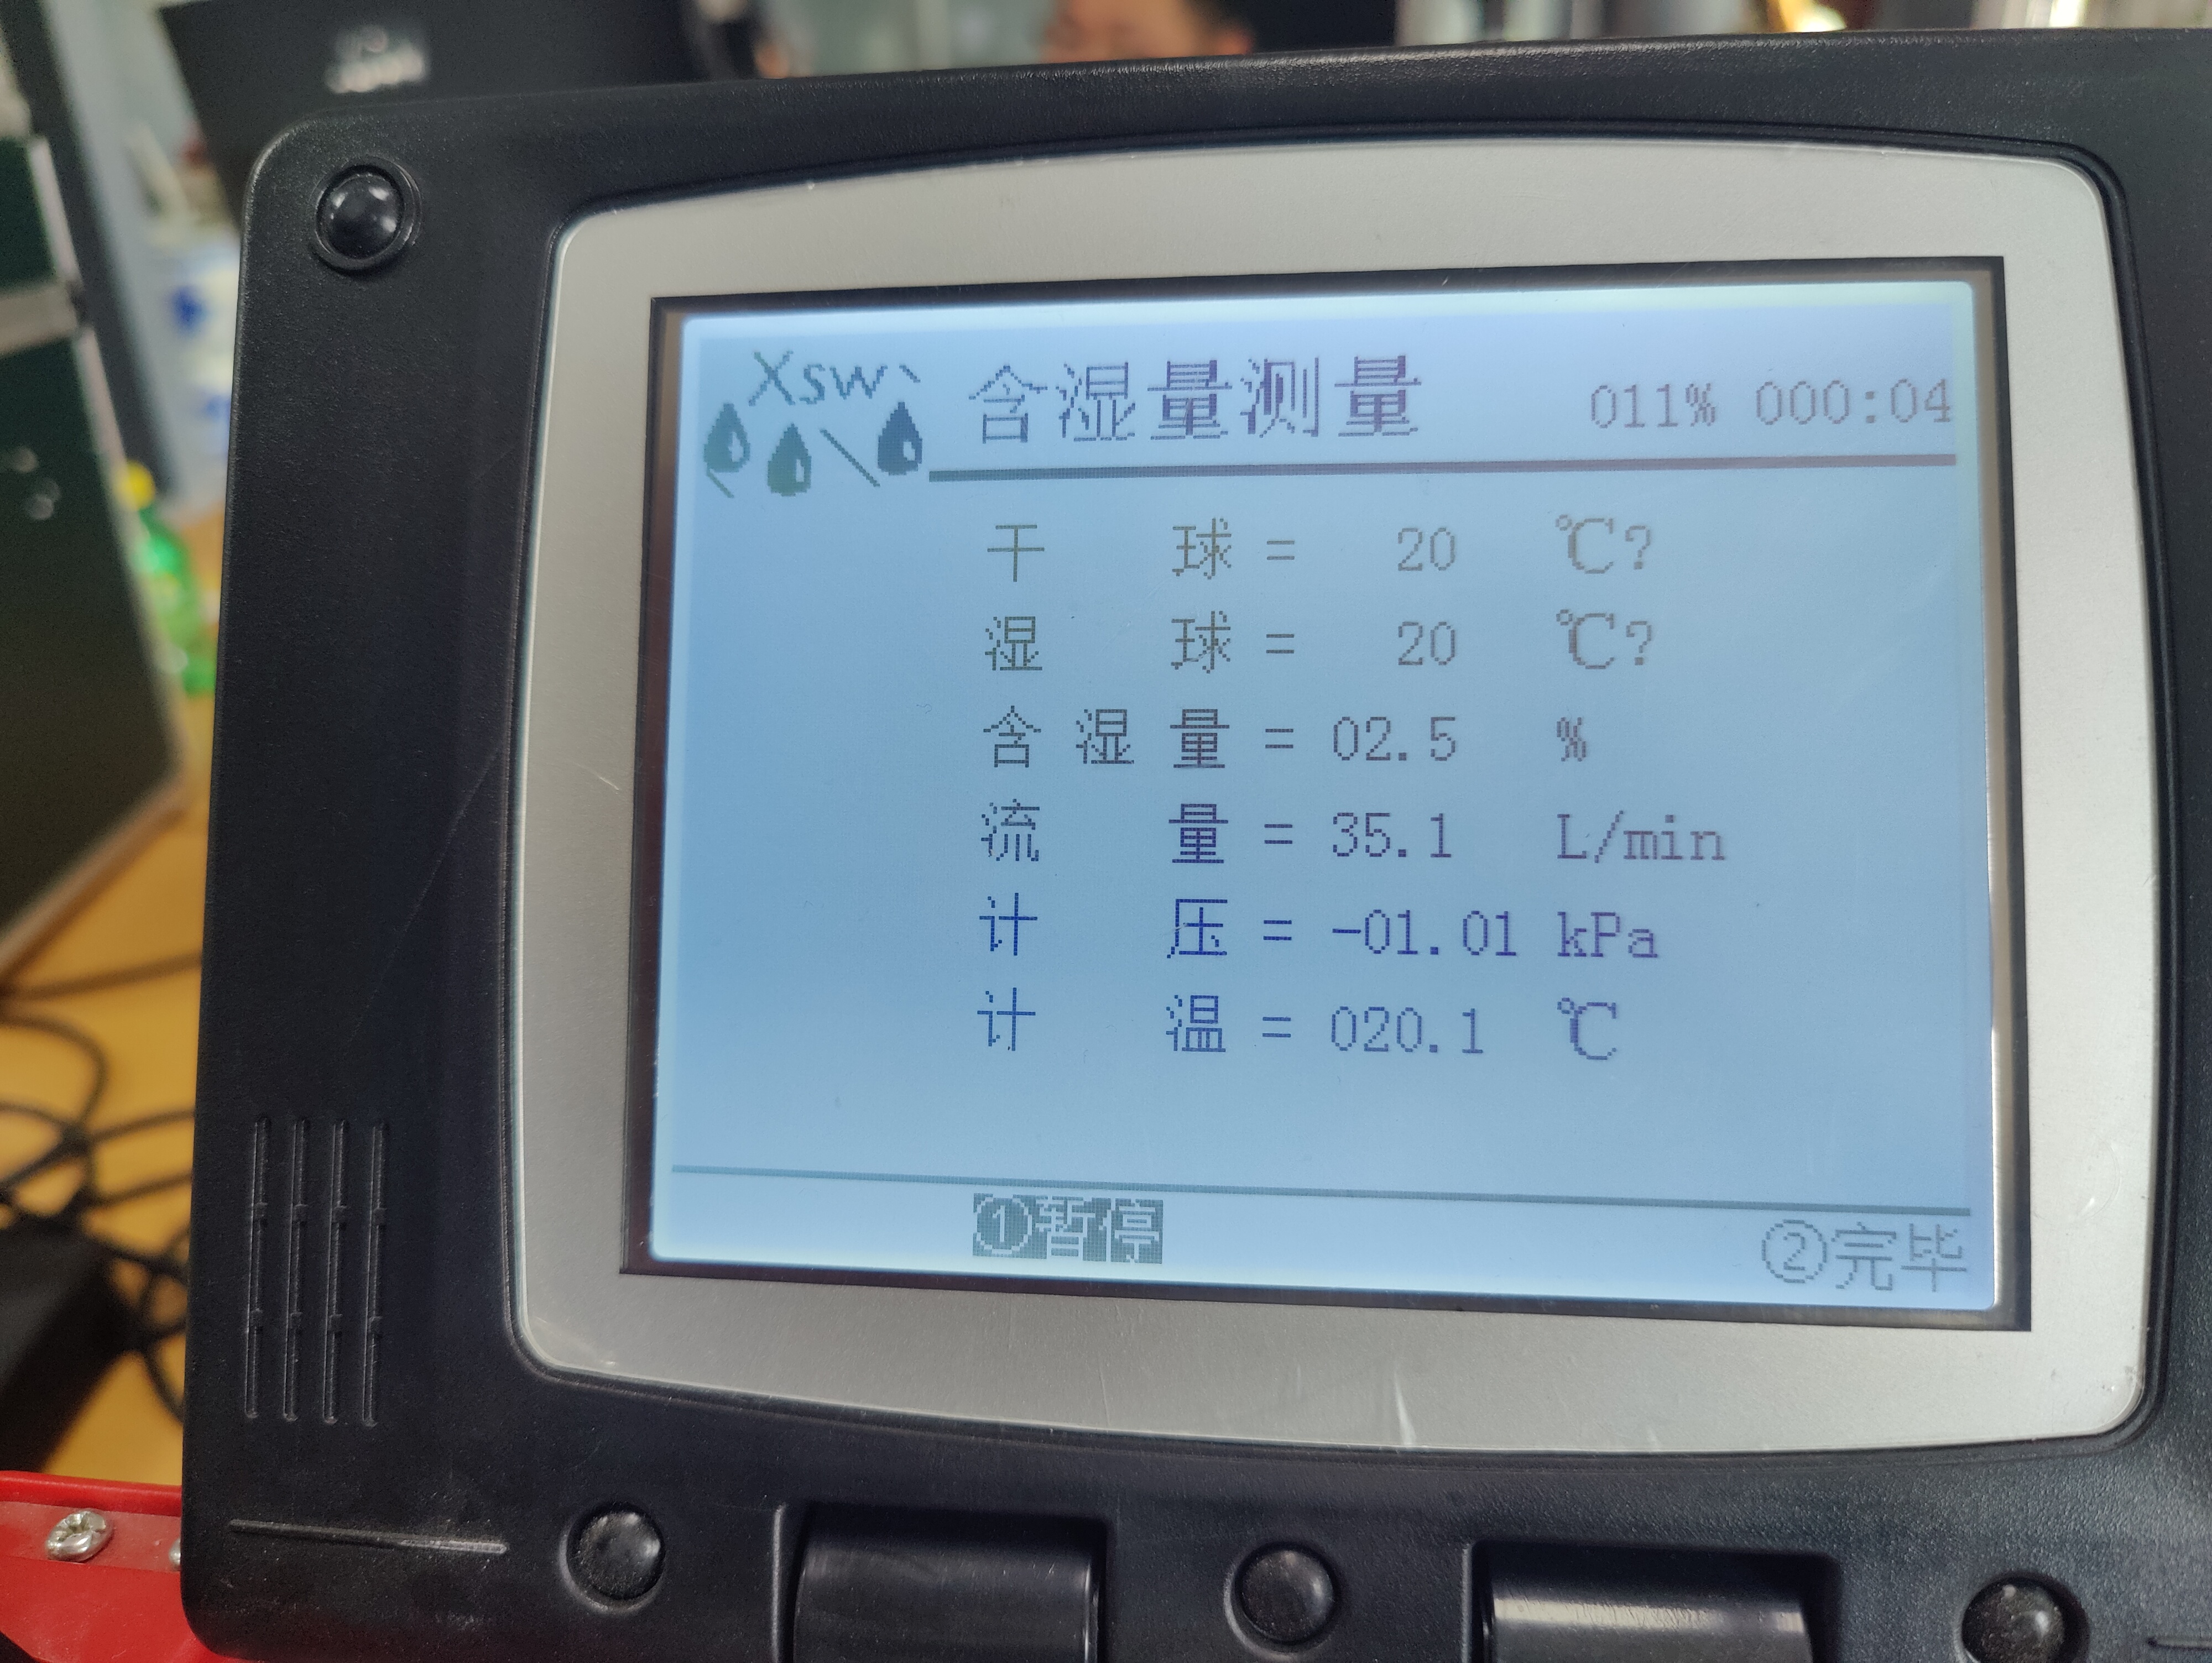 Xsw、 含湿量测量 011% 000:04
干 球 = 20 ℃?
湿 球 = 20 ℃?
含 湿 量 = 02.5 %
流 量 = 35.1 L/min
计 压 = -01.01 kPa
计 温 = 020.1 ℃
①暂停 ②完毕